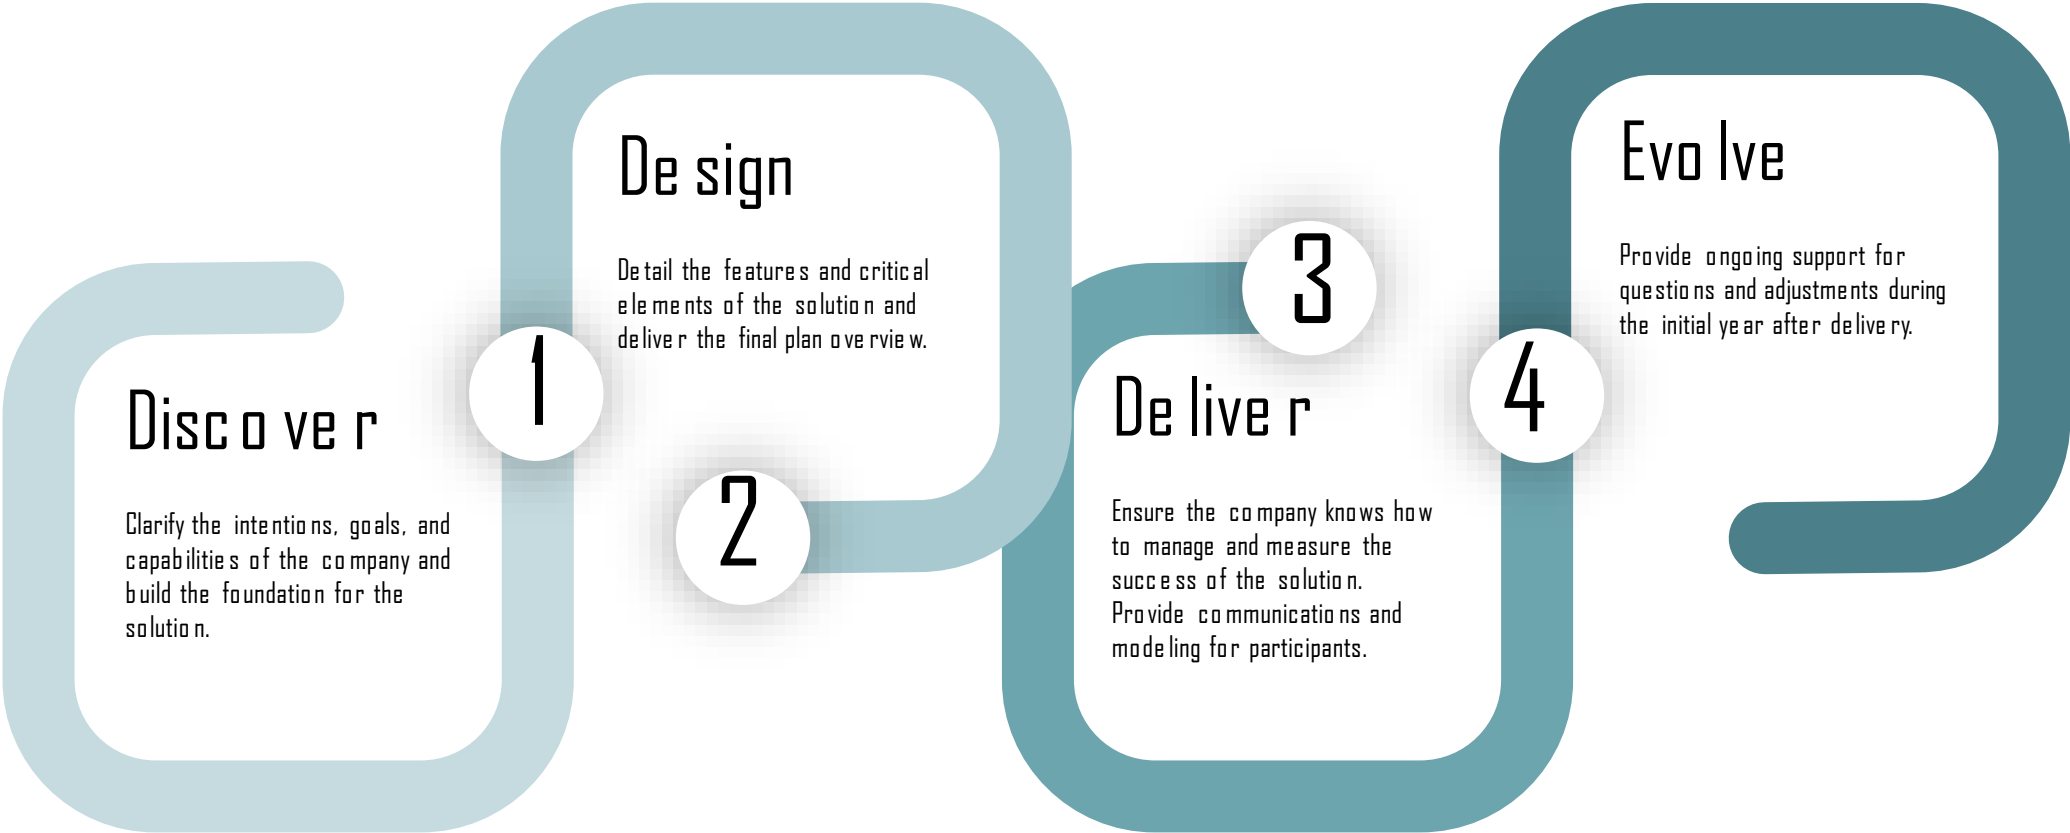 Discover
Clarify the intentions, goals, and
capabilities of the company and
build the foundation for the
solution.
1
Design
Detail the features and critical
elements of the solution and
deliver the final plan overview.
2
3
Deliver
Ensure the company knows how
to manage and measure the
success of the solution.
Provide communications and
modeling for participants.
4
Evolve
Provide ongoing support for
questions and adjustments during
the initial year after delivery.